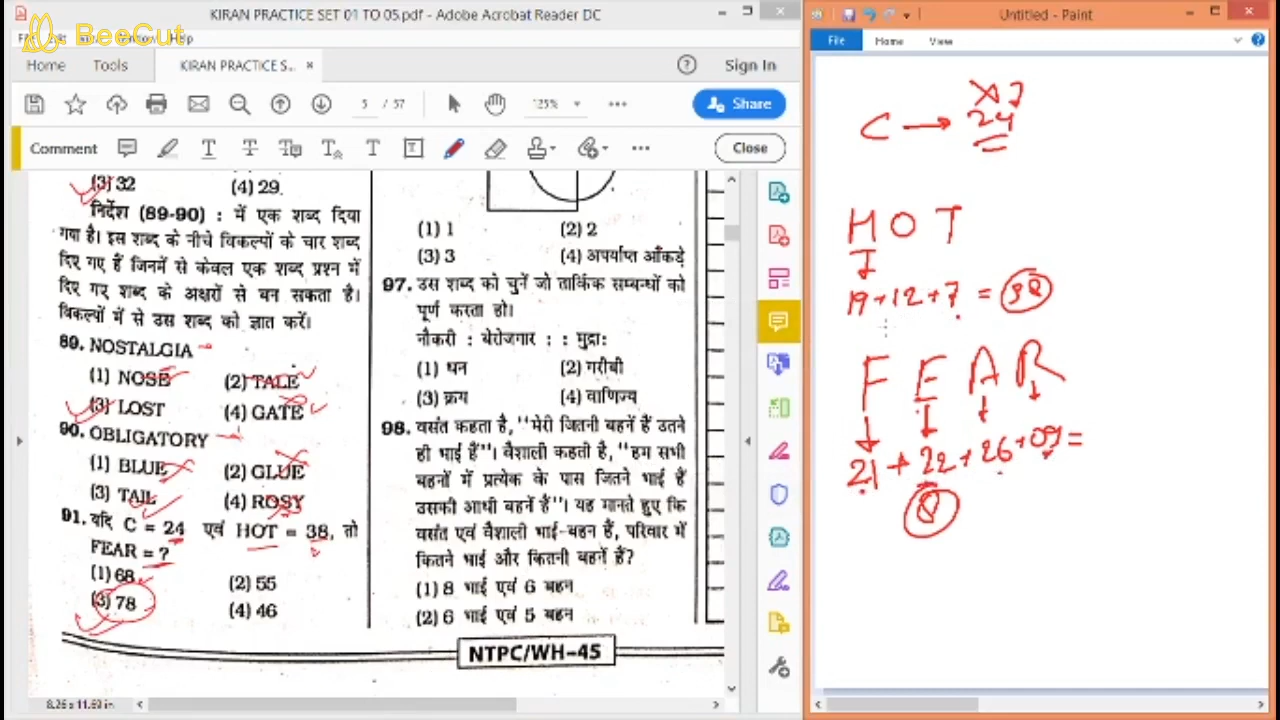 KIRAN PRACTICE SET 01 TO 05.pdf - Adobe Acrobat Reader DC
BeeCut
Help
Home
Tools
KIRAN PRACTICE S...
Sign In
5 / 57
125%
Share
Comment
Close
(3) 32
(4) 29
निर्देश (89-90) : में एक शब्द दिया
गया है। इस शब्द के नीचे विकल्पों के चार शब्द
दिए गए हैं जिनमें से केवल एक शब्द प्रश्न में
दिए गए शब्द के अक्षरों से बन सकता है।
विकल्पों में से उस शब्द को ज्ञात करें।
89. NOSTALGIA
(1) NOSE
(2) TALE
(3) LOST
(4) GATE
90. OBLIGATORY
(1) BLUE
(2) GLUE
(3) TAIL
(4) ROSY
91. यदि C = 24 एवं HOT = 38, तो
FEAR = ?
(1) 68
(2) 55
(3) 78
(4) 46
(1) 1
(2) 2
(3) 3
(4) अपर्याप्त आँकड़े
97. उस शब्द को चुनें जो तार्किक सम्बन्धों को
पूर्ण करता हो।
नौकरी : बेरोजगार : : मुद्रा:
(1) धन
(2) गरीबी
(3) क्रय
(4) वाणिज्य
98. वसंत कहता है, "मेरी जितनी बहनें हैं उतने
ही भाई हैं"। वैशाली कहती है, "हम सभी
बहनों में प्रत्येक के पास जितने भाई हैं
उसकी आधी बहनें हैं"। यह मानते हुए कि
वसंत एवं वैशाली भाई-बहन हैं, परिवार में
कितने भाई और कितनी बहनें हैं?
(1) 8 भाई एवं 6 बहन
(2) 6 भाई एवं 5 बहन
NTPC/WH-45
8.26 x 11.69 in
Untitled - Paint
File
Home
View
C → 24
HOT
19+12+7 = 38
FEAR
21+22+26+09=